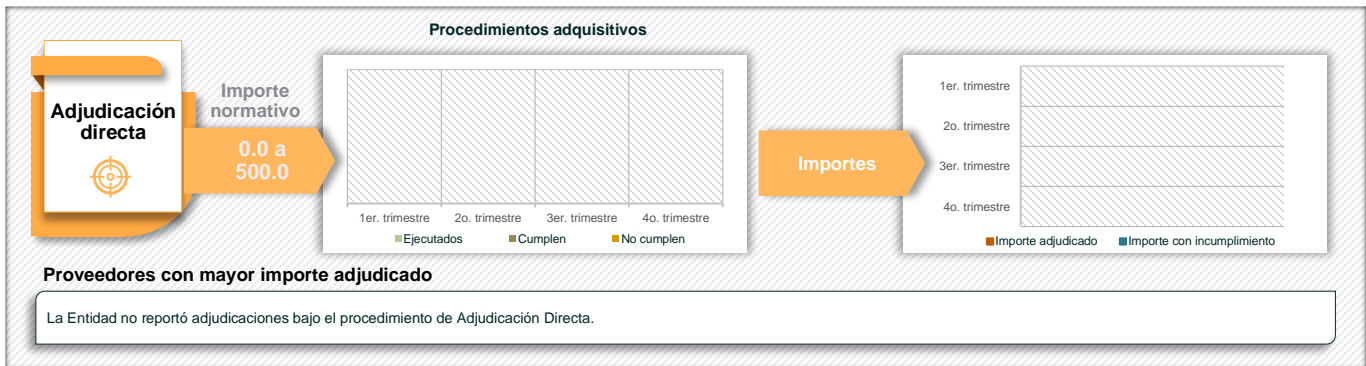 Procedimientos adquisitivos
Adjudicación
directa
Importe
normativo
0.0 a
500.0
1er. trimestre 2o. trimestre 3er. trimestre 4o. trimestre
Ejecutados Cumplen No cumplen
Importes
1er. trimestre
2o. trimestre
3er. trimestre
4o. trimestre
Importe adjudicado Importe con incumplimiento
Proveedores con mayor importe adjudicado
La Entidad no reportó adjudicaciones bajo el procedimiento de Adjudicación Directa.